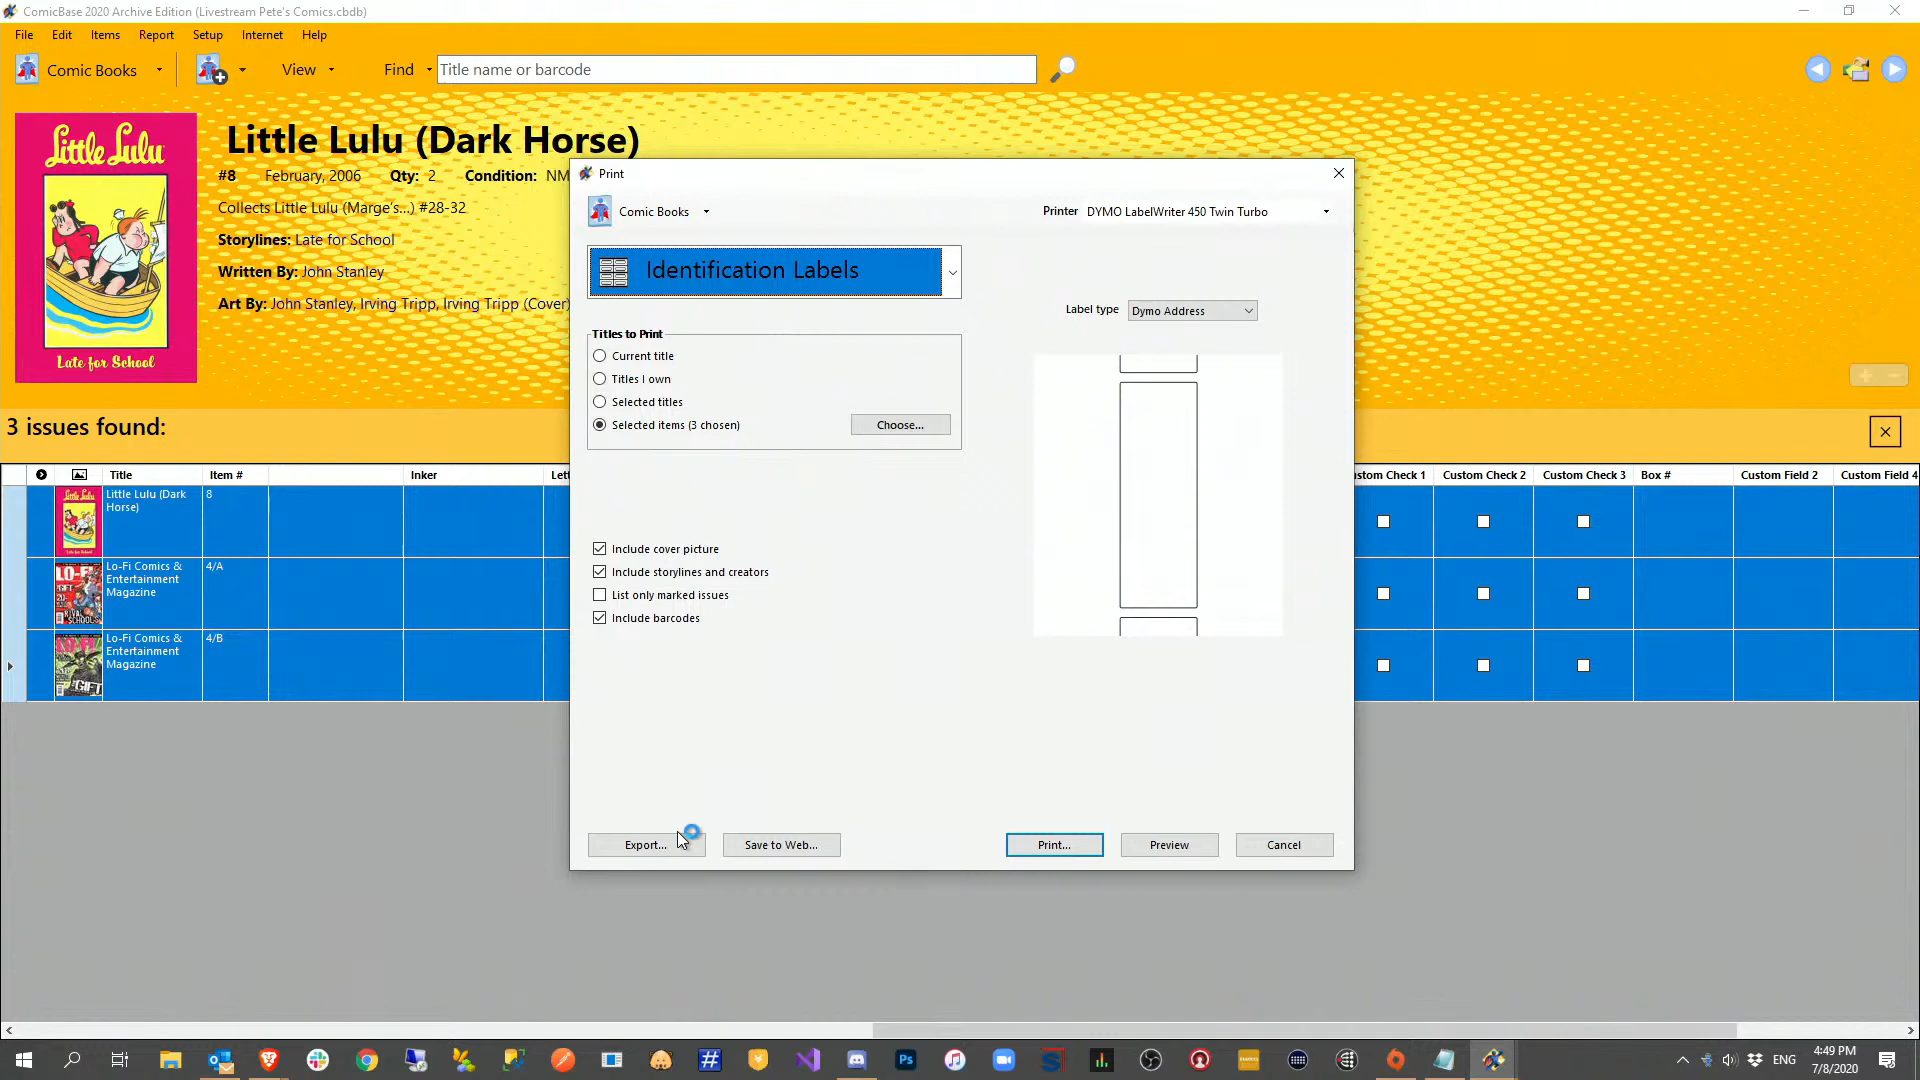 ComicBase 2020 Archive Edition (Livestream Pete's Comics.cbdb)
File Edit Items Report Setup Internet Help
Comic Books View Find Title name or barcode
Little Lulu (Dark Horse)
#8 February, 2006 Qty: 2 Condition: NM
Collects Little Lulu (Marge's...) #28-32
Storylines: Late for School
Written By: John Stanley
Art By: John Stanley, Irving Tripp, Irving Tripp (Cover)
Little Lulu
Late for School
3 issues found:
Title Item # Inker Lett
stom Check 1 Custom Check 2 Custom Check 3 Box # Custom Field 2 Custom Field 4
Little Lulu (Dark
Horse)
8
Lo-Fi Comics &
Entertainment
Magazine
4/A
Lo-Fi Comics &
Entertainment
Magazine
4/B
Print
Comic Books
Printer DYMO LabelWriter 450 Twin Turbo
Identification Labels
Label type Dymo Address
Titles to Print
Current title
Titles I own
Selected titles
Selected items (3 chosen) Choose...
Include cover picture
Include storylines and creators
List only marked issues
Include barcodes
Export... Save to Web... Print... Preview Cancel
ENG
4:49 PM
7/8/2020